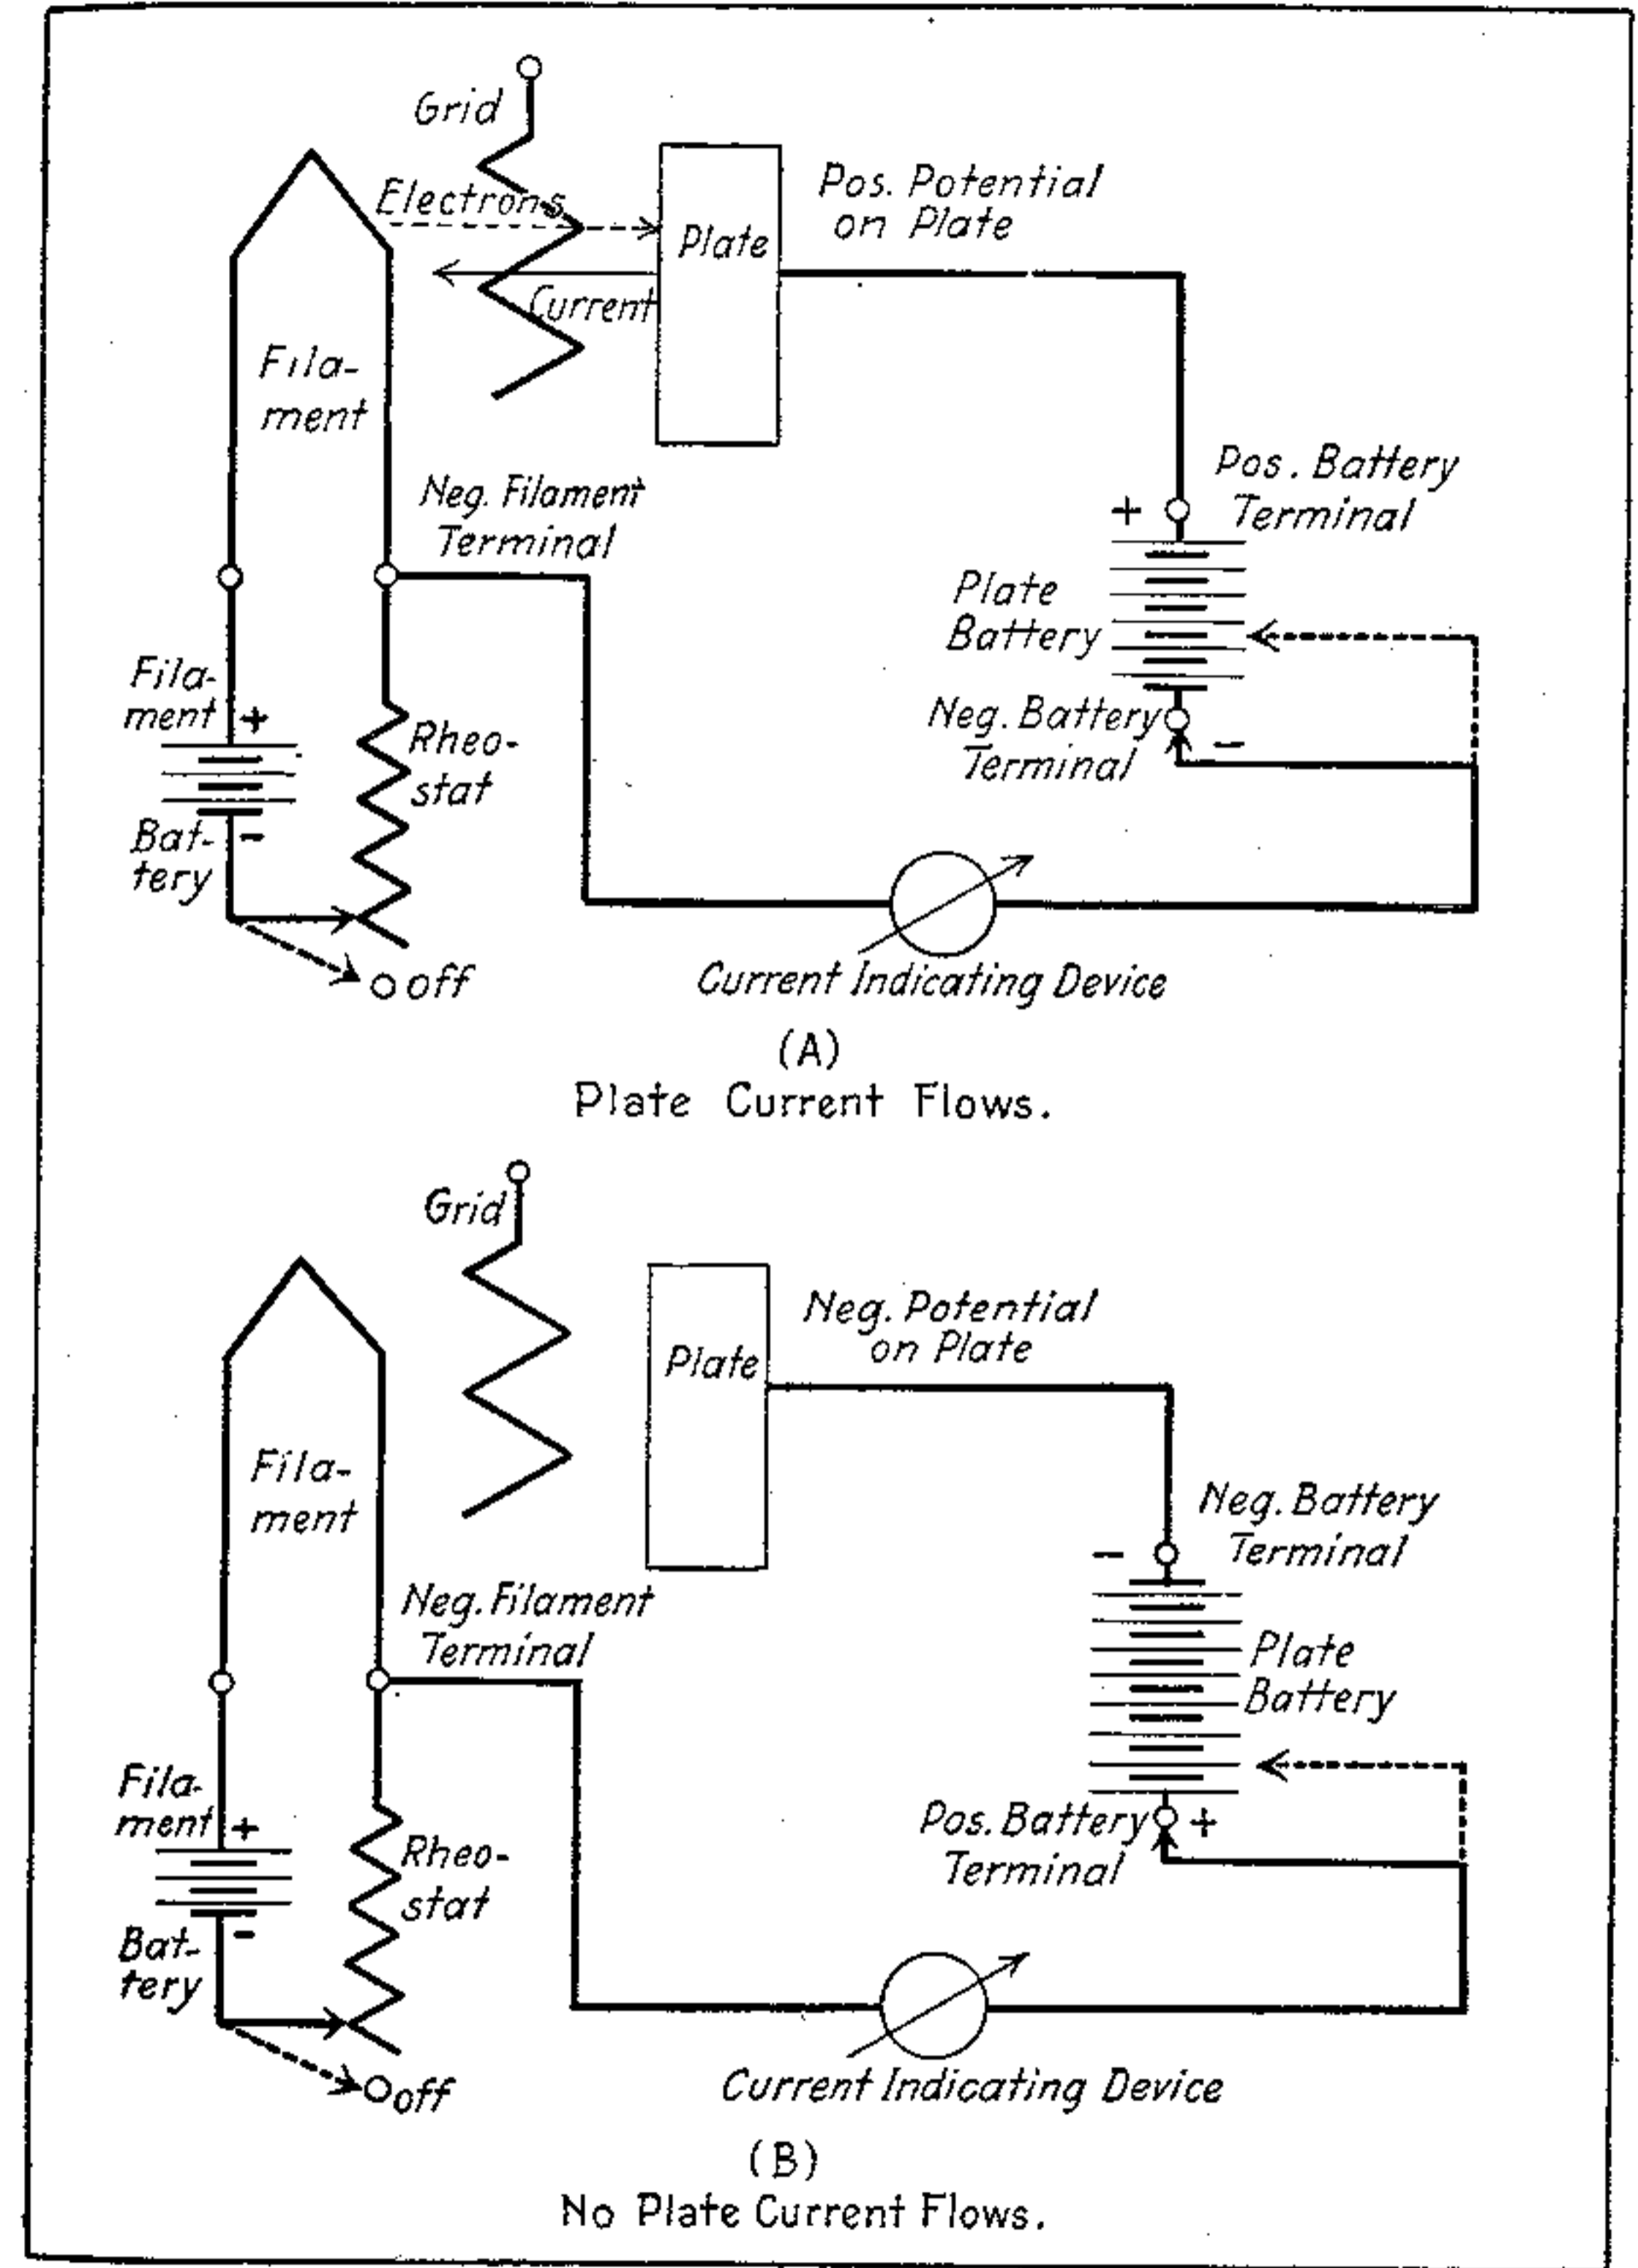 Grid
Electrons
Plate
Pos. Potential
on Plate
Current
Fila-
ment
Neg. Filament
Terminal
Pos. Battery
Terminal
+
Plate
Battery
Fila-
ment +
Rheo-
stat
Neg. Battery
Terminal
-
Bat-
tery
-
off
Current Indicating Device
(A)
Plate Current Flows.
Grid
Plate
Neg. Potential
on Plate
Fila-
ment
Neg. Filament
Terminal
Neg. Battery
Terminal
-
Plate
Battery
Fila-
ment +
Rheo-
stat
Pos. Battery
Terminal
+
Bat-
tery
-
off
Current Indicating Device
(B)
No Plate Current Flows.